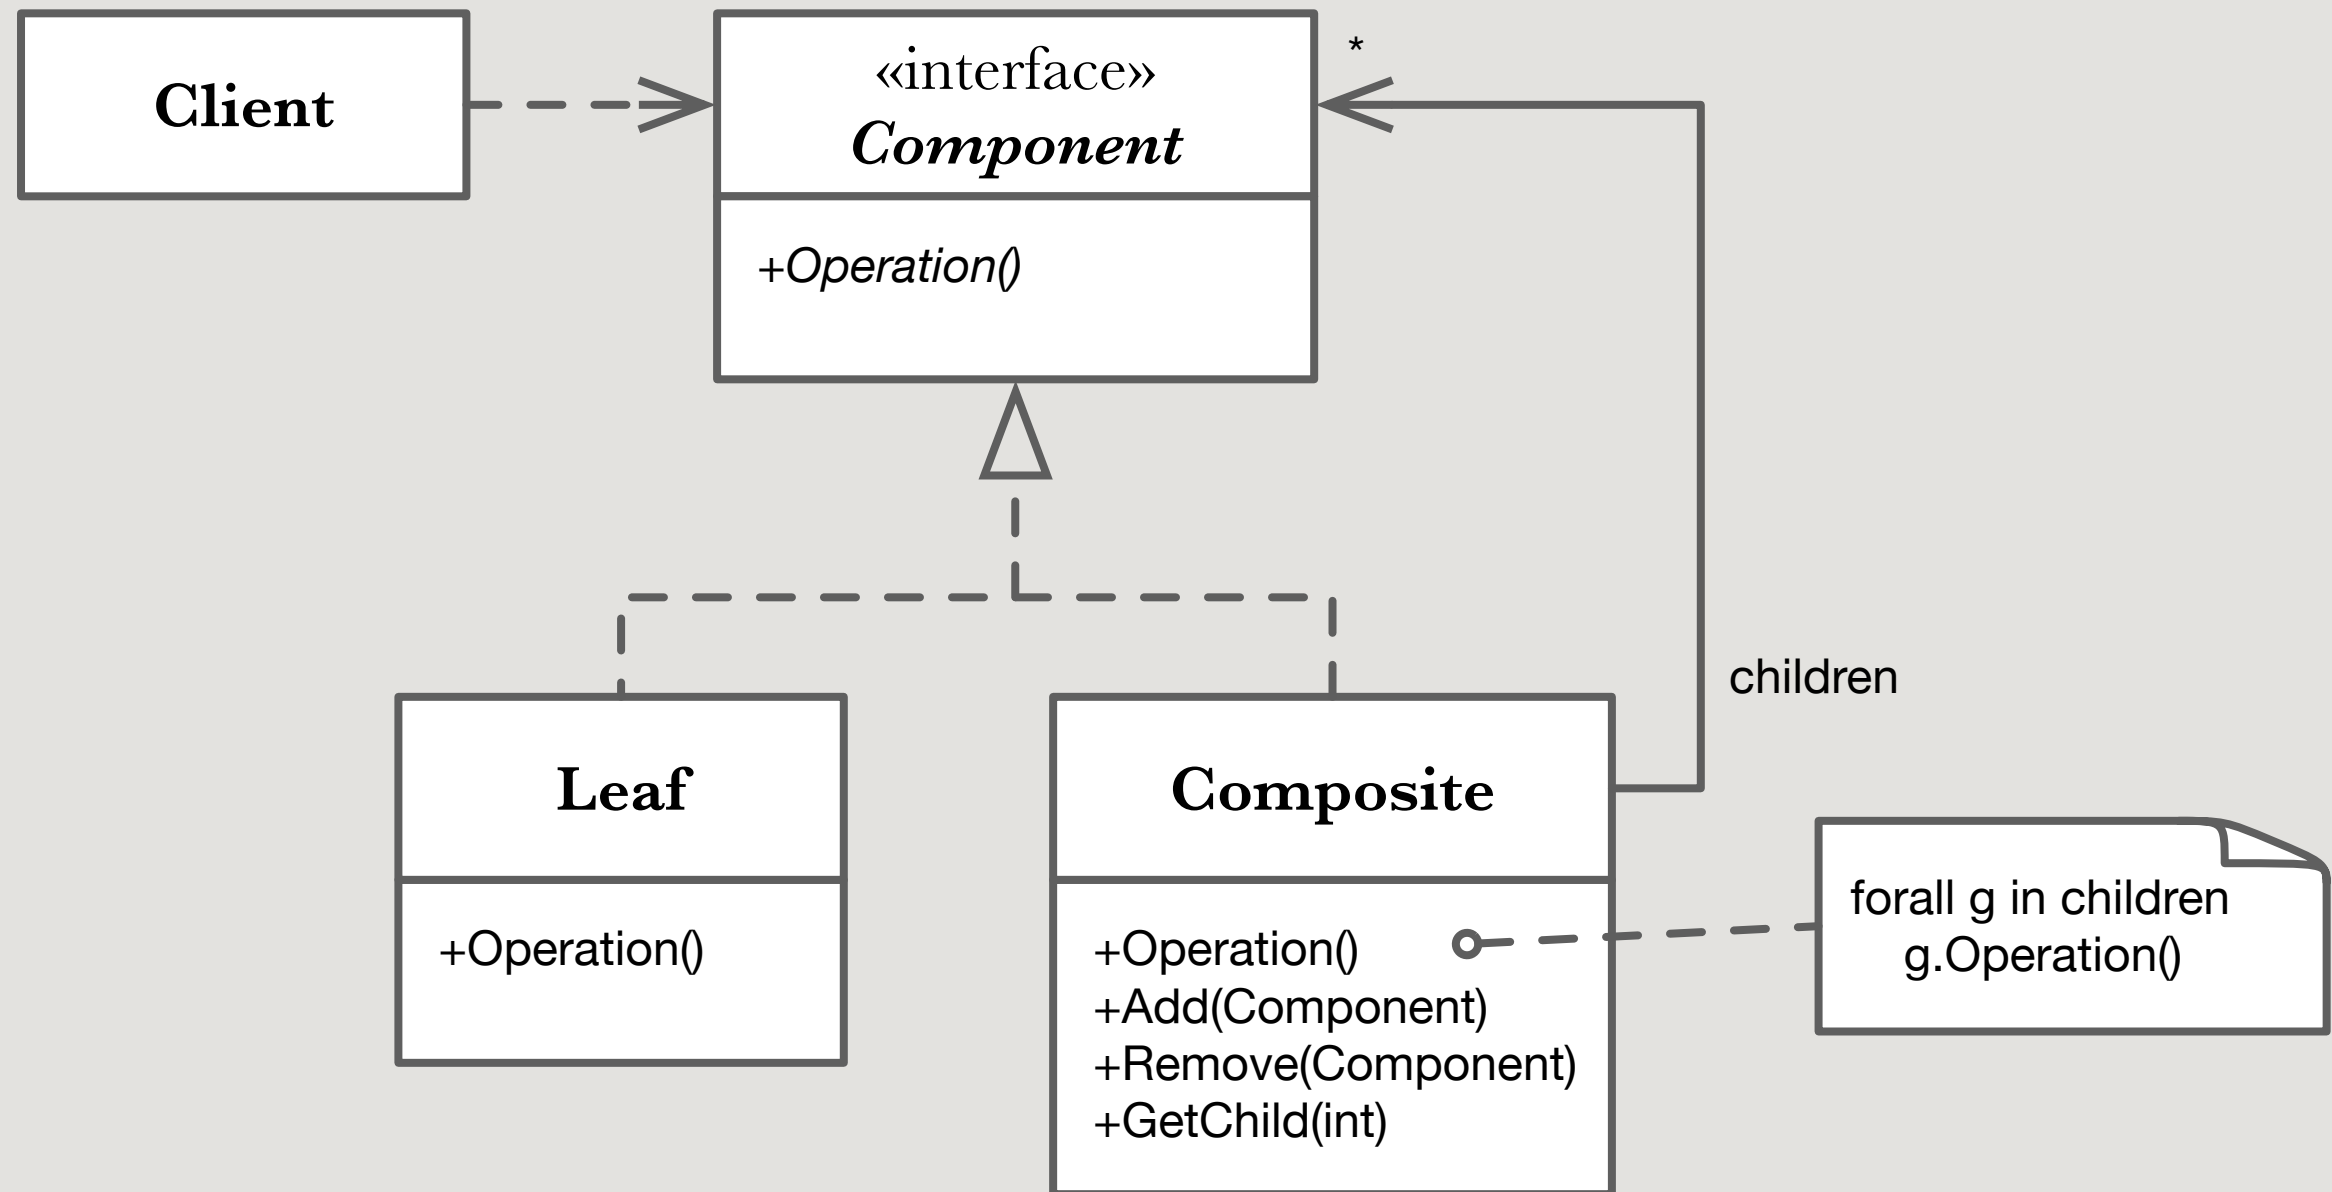 Client
«interface»
Component
*
+Operation()
children
Leaf
+Operation()
Composite
+Operation()
+Add(Component)
+Remove(Component)
+GetChild(int)
forall g in children
g.Operation()